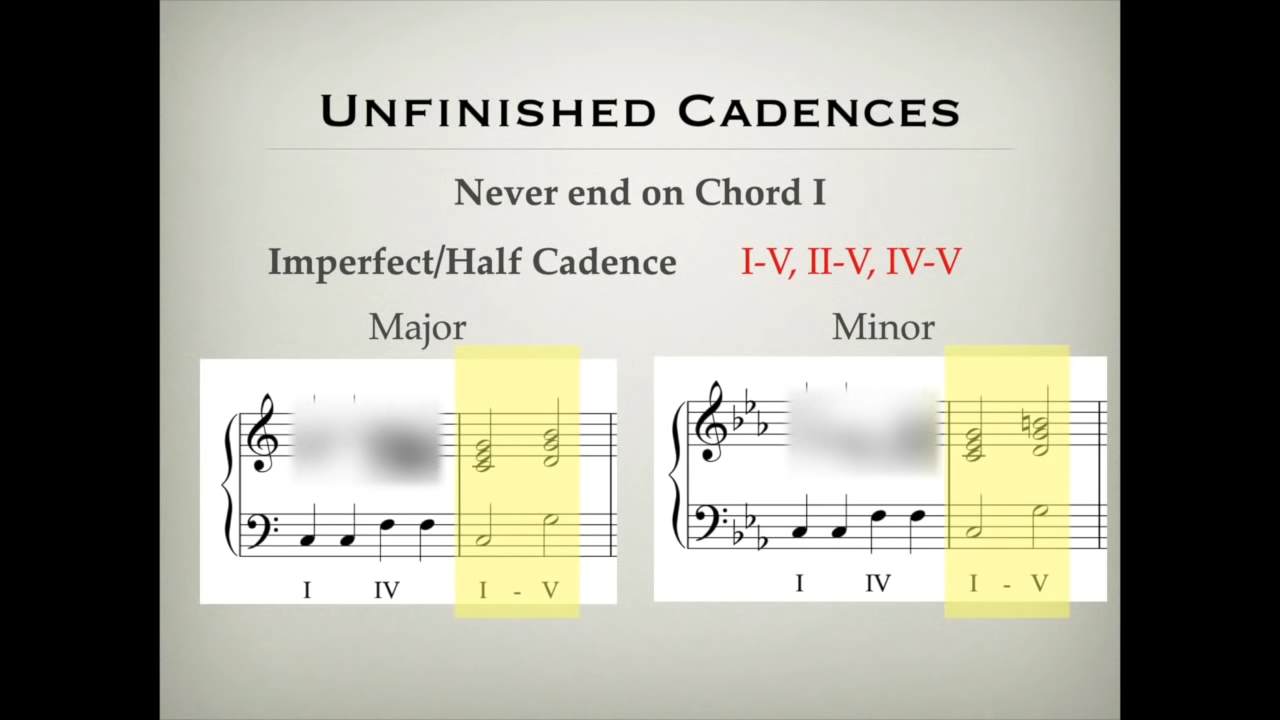 UNFINISHED CADENCES
Never end on Chord I
Imperfect/Half Cadence I-V, II-V, IV-V
Major Minor
I IV I - V I IV I - V